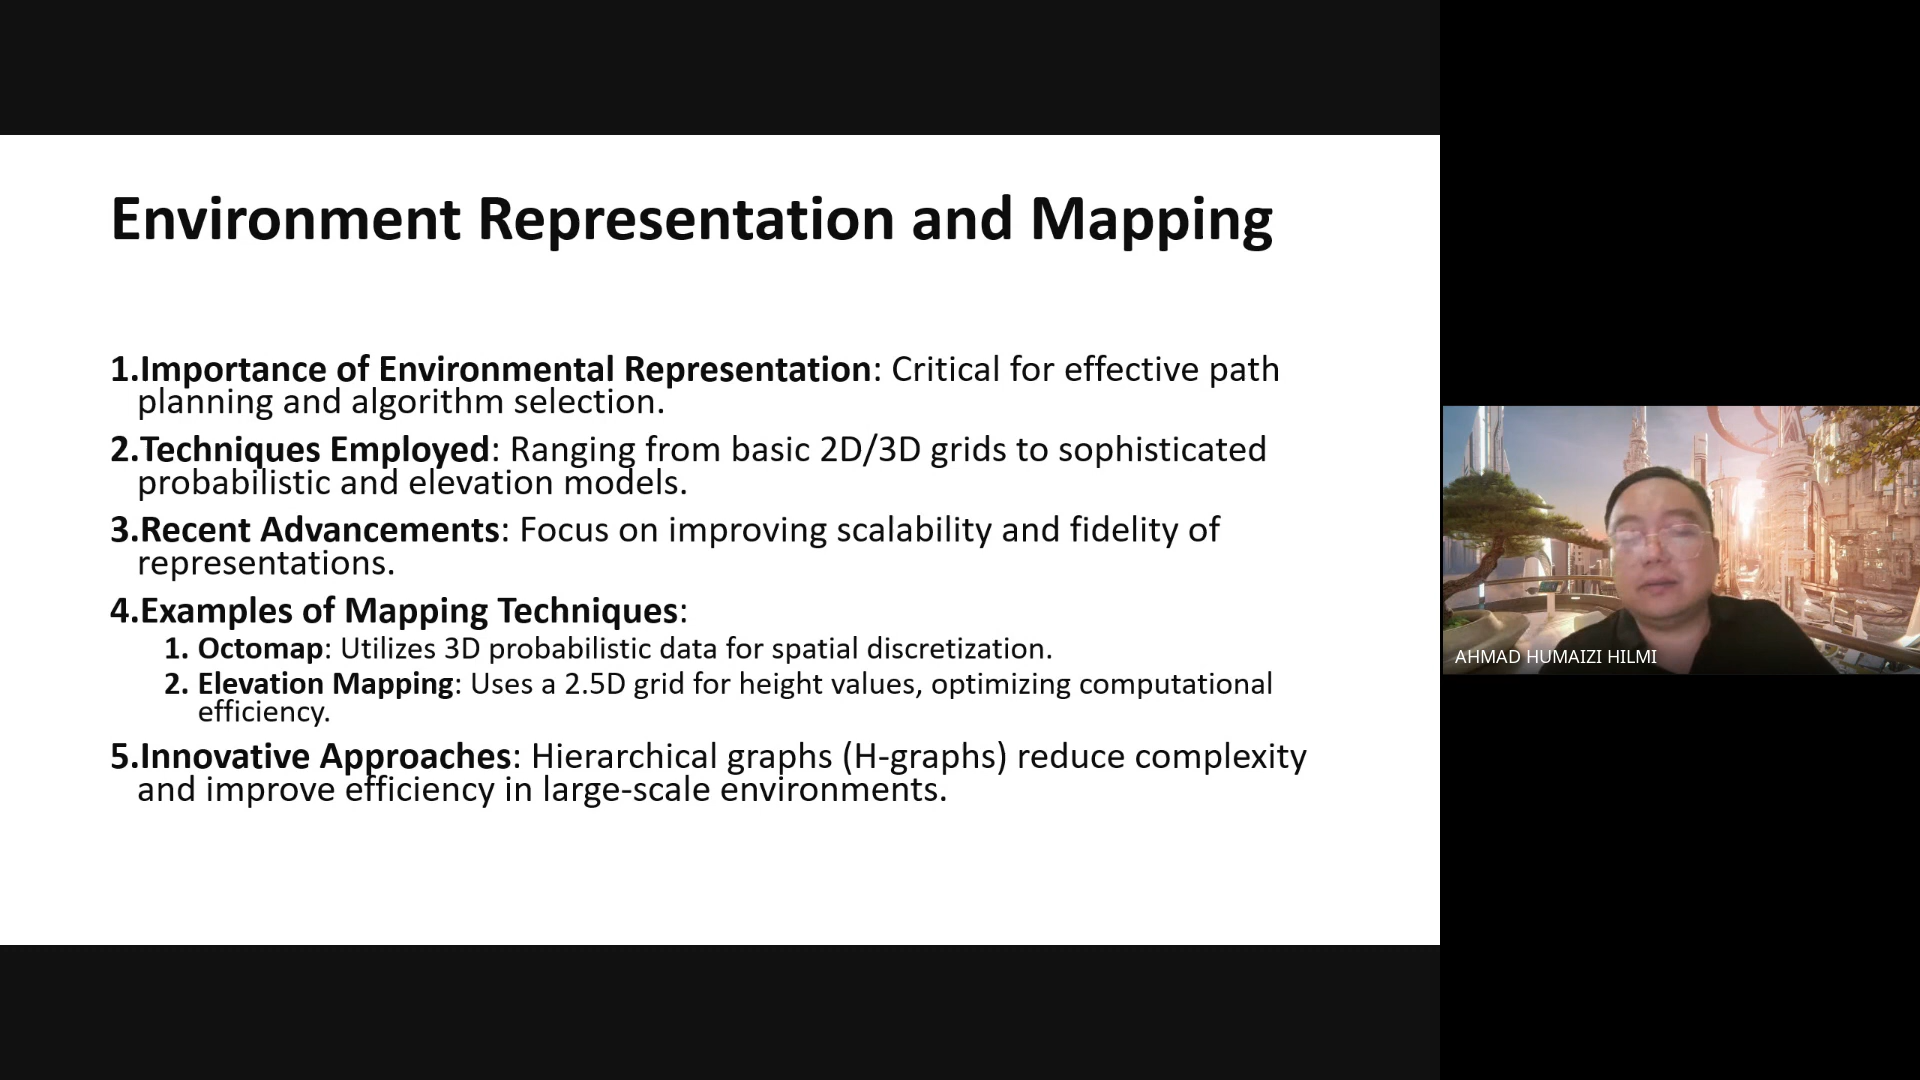 Environment Representation and Mapping
1.Importance of Environmental Representation: Critical for effective path
planning and algorithm selection.
2.Techniques Employed: Ranging from basic 2D/3D grids to sophisticated
probabilistic and elevation models.
3.Recent Advancements: Focus on improving scalability and fidelity of
representations.
4.Examples of Mapping Techniques:
1. Octomap: Utilizes 3D probabilistic data for spatial discretization.
2. Elevation Mapping: Uses a 2.5D grid for height values, optimizing computational
efficiency.
5.Innovative Approaches: Hierarchical graphs (H-graphs) reduce complexity
and improve efficiency in large-scale environments.
AHMAD HUMAIZI HILMI